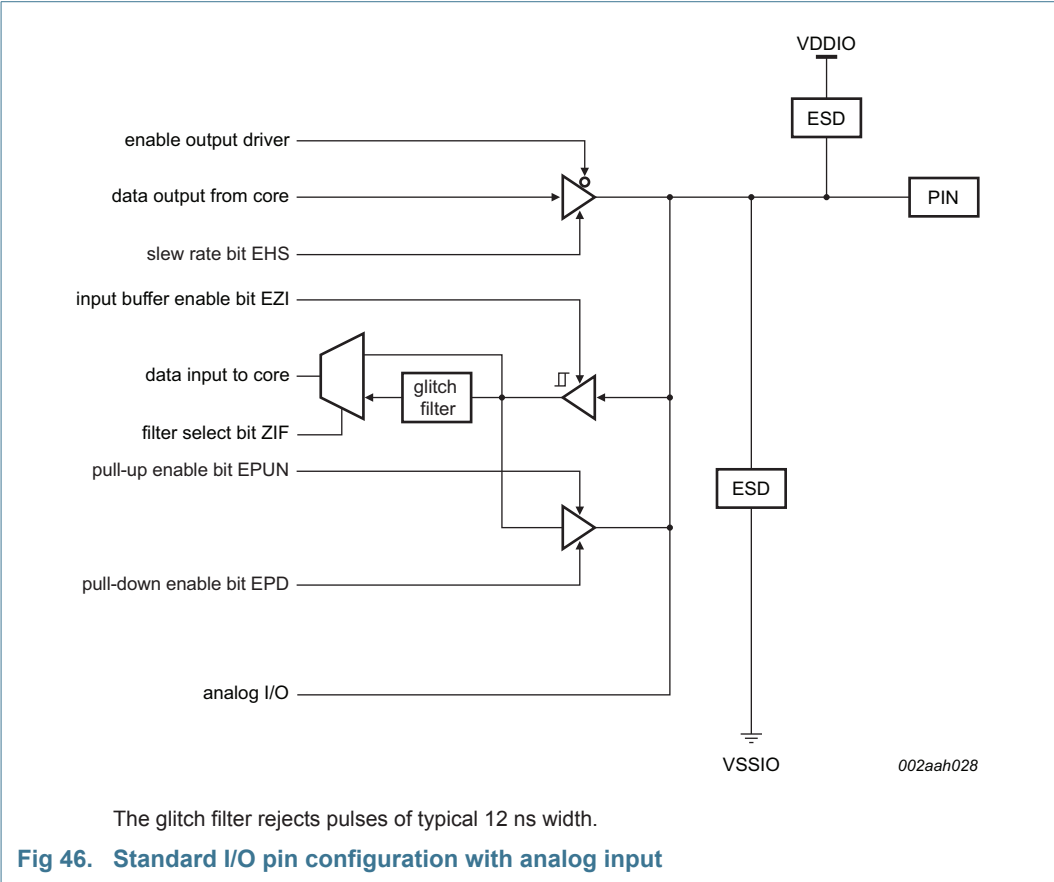 VDDIO
ESD
enable output driver
data output from core
PIN
slew rate bit EHS
input buffer enable bit EZI
data input to core
glitch
filter
filter select bit ZIF
pull-up enable bit EPUN
ESD
pull-down enable bit EPD
analog I/O
VSSIO
002aah028
The glitch filter rejects pulses of typical 12 ns width.
Fig 46. Standard I/O pin configuration with analog input